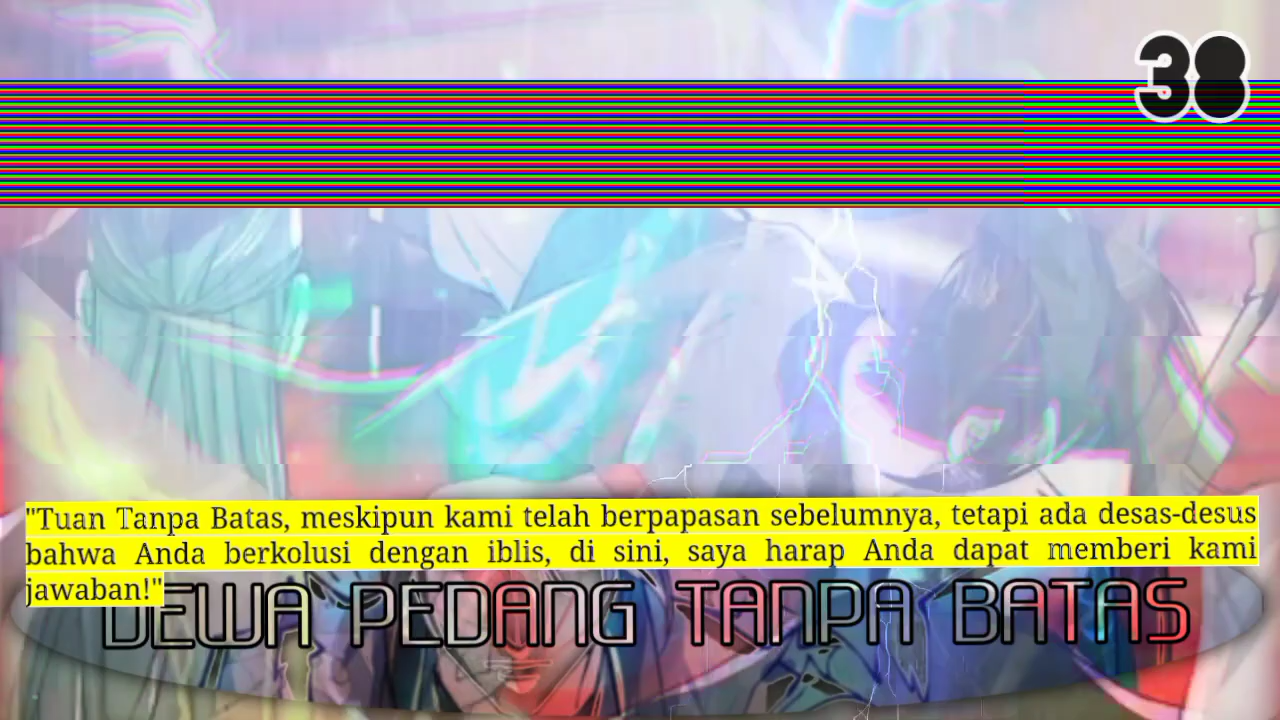 38
"Tuan Tanpa Batas, meskipun kami telah berpapasan sebelumnya, tetapi ada desas-desus
bahwa Anda berkolusi dengan iblis, di sini, saya harap Anda dapat memberi kami
jawaban!"
DEWA PEDANG TANPA BATAS